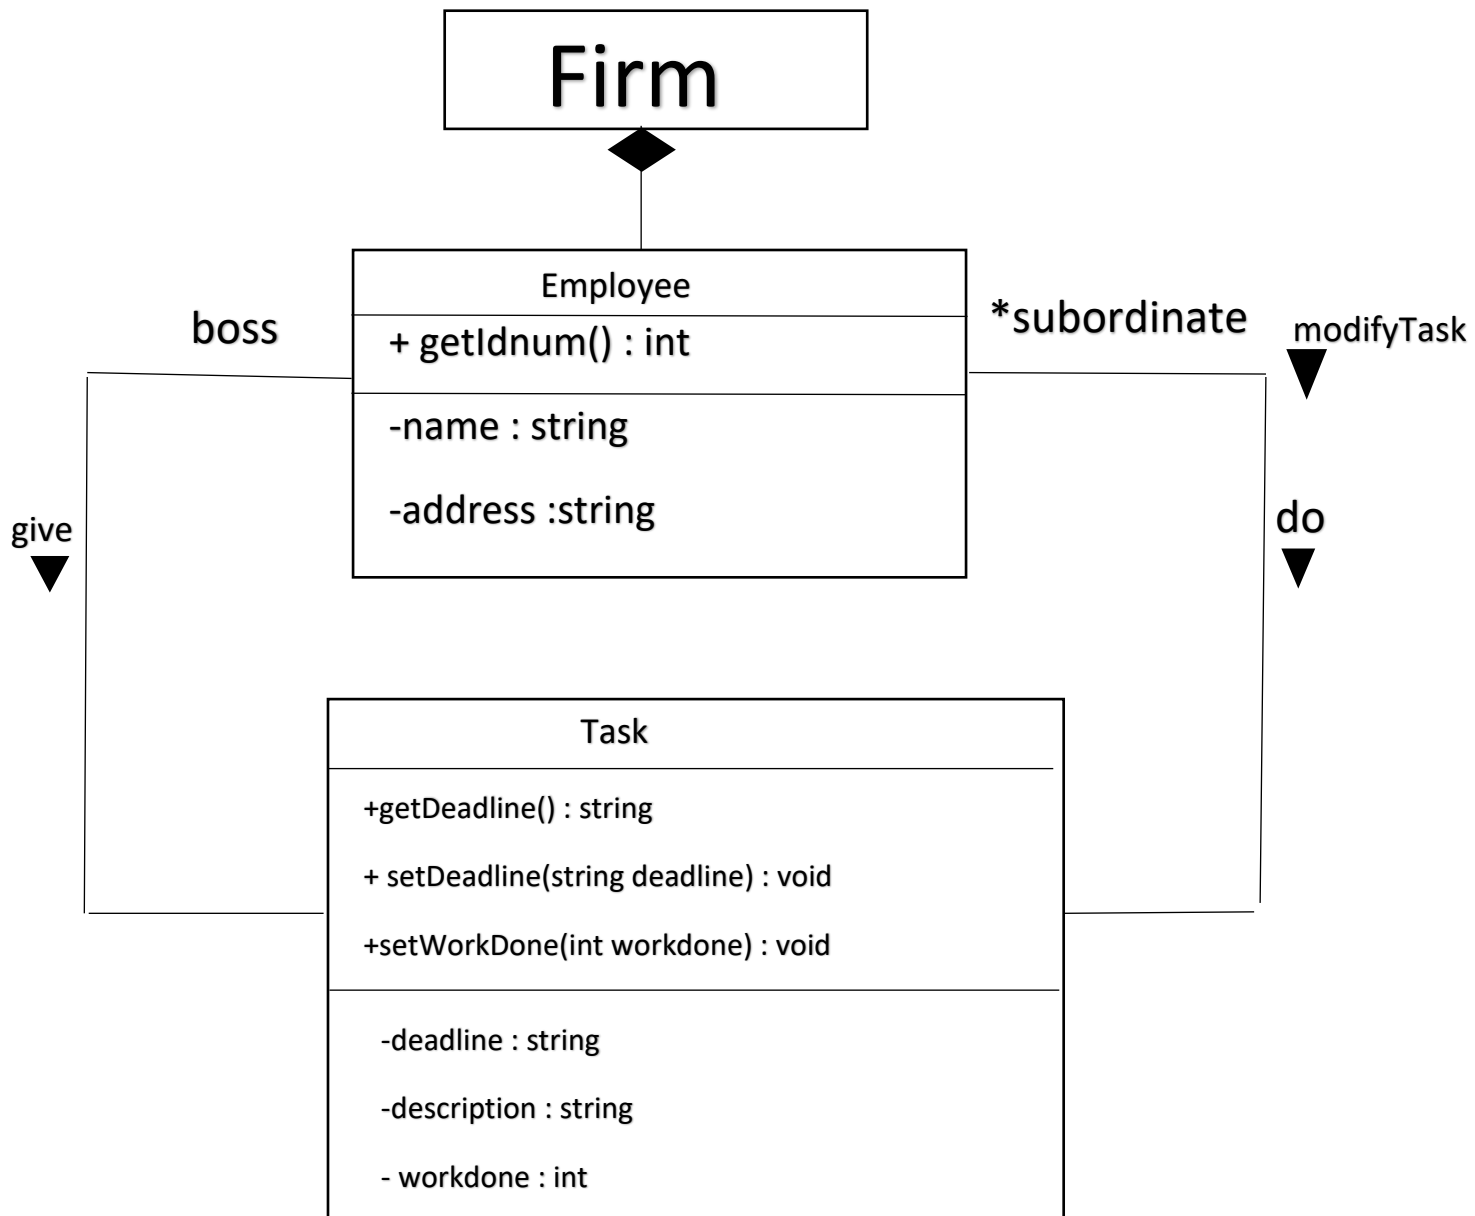 Firm
Employee
boss
*subordinate
modifyTask
+ getIdnum() : int
-name : string
-address :string
give
do
Task
+getDeadline() : string
+ setDeadline(string deadline) : void
+setWorkDone(int workdone) : void
-deadline : string
-description : string
- workdone : int